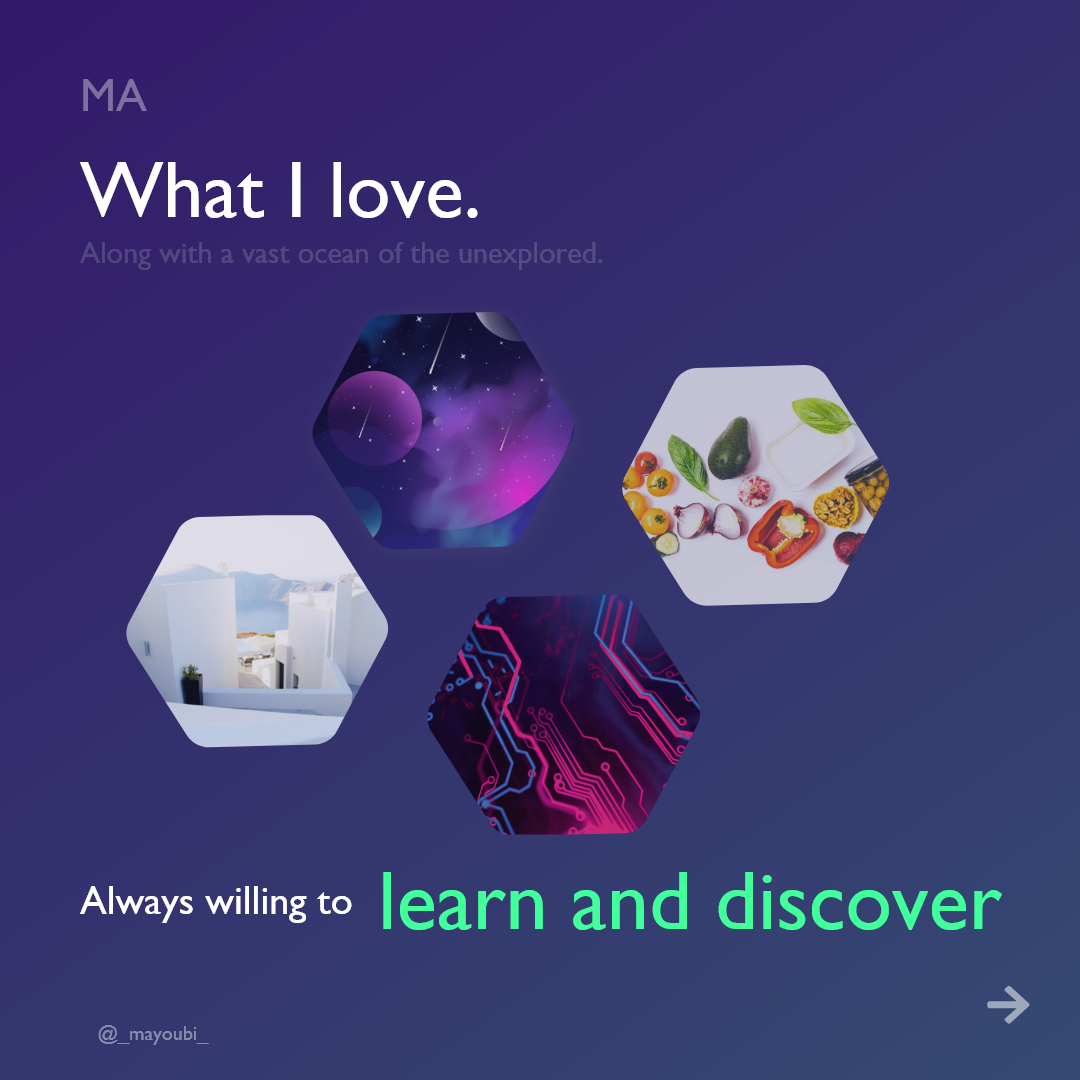 MA
What I love.
Along with a vast ocean of the unexplored.
Always willing to learn and discover
@_mayoubi_